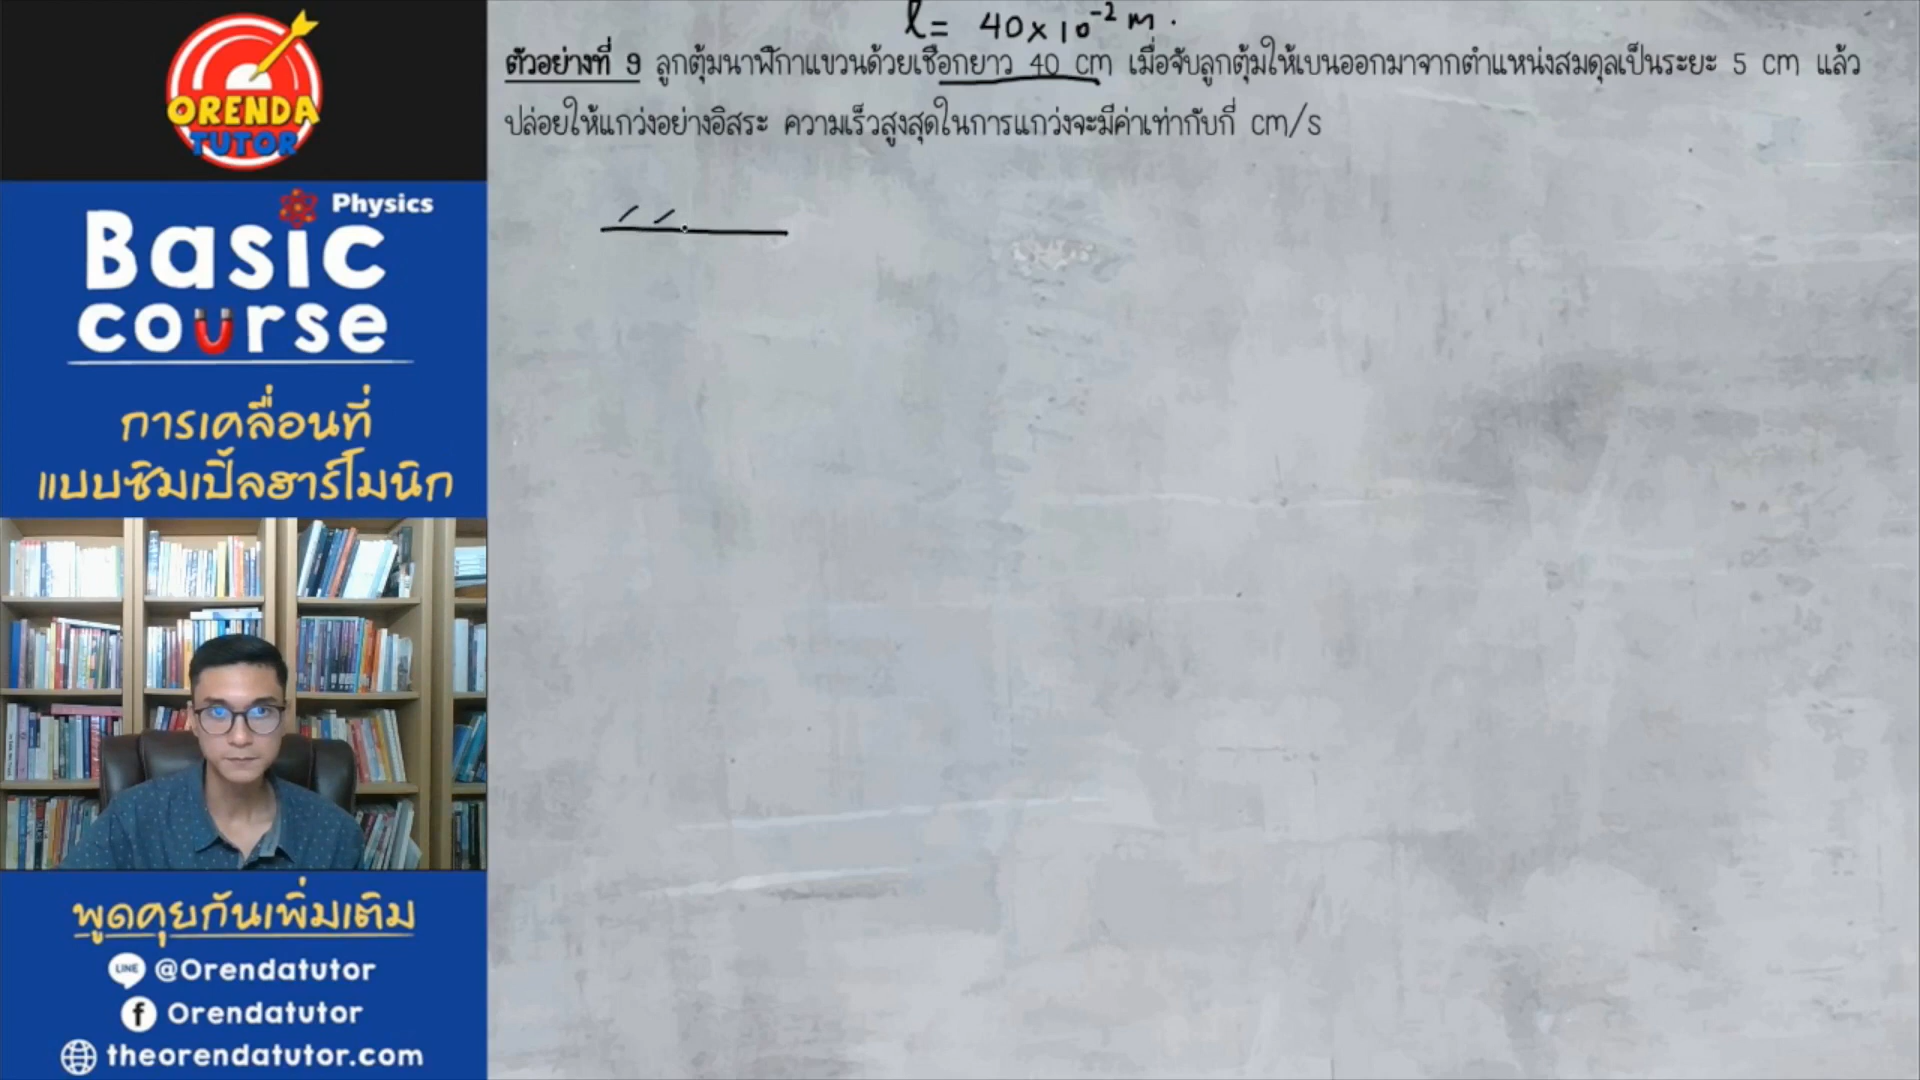 ORENDA
TUTOR
Physics
Basic
course
การเคลื่อนที่
แบบซิมเปิ้ลฮาร์โมนิก
พูดคุยกันเพิ่มเติม
LINE @Orendatutor
f Orendatutor
theorendatutor.com
l = 40 × 10⁻² m .
ตัวอย่างที่ 9 ลูกตุ้มนาฬิกาแขวนด้วยเชือกยาว 40 cm เมื่อจับลูกตุ้มให้เบนออกมาจากตำแหน่งสมดุลเป็นระยะ 5 cm แล้ว
ปล่อยให้แกว่งอย่างอิสระ ความเร็วสูงสุดในการแกว่งจะมีค่าเท่ากับกี่ cm/s